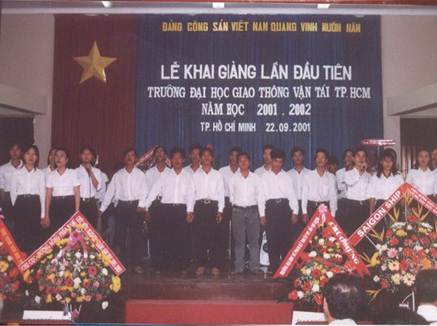 ĐẢNG CỘNG SẢN VIỆT NAM QUANG VINH MUÔN NĂM
LỄ KHAI GIẢNG LẦN ĐẦU TIÊN
TRƯỜNG ĐẠI HỌC GIAO THÔNG VẬN TẢI TP.HCM
NĂM HỌC 2001 . 2002
TP. HỒ CHÍ MINH 22.09.2001
SAIGON SHIP